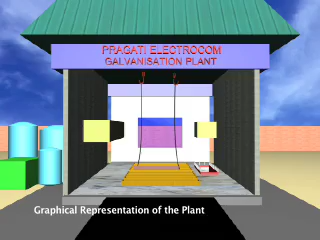 PRAGATI ELECTROCOM
GALVANISATION PLANT
Graphical Representation of the Plant